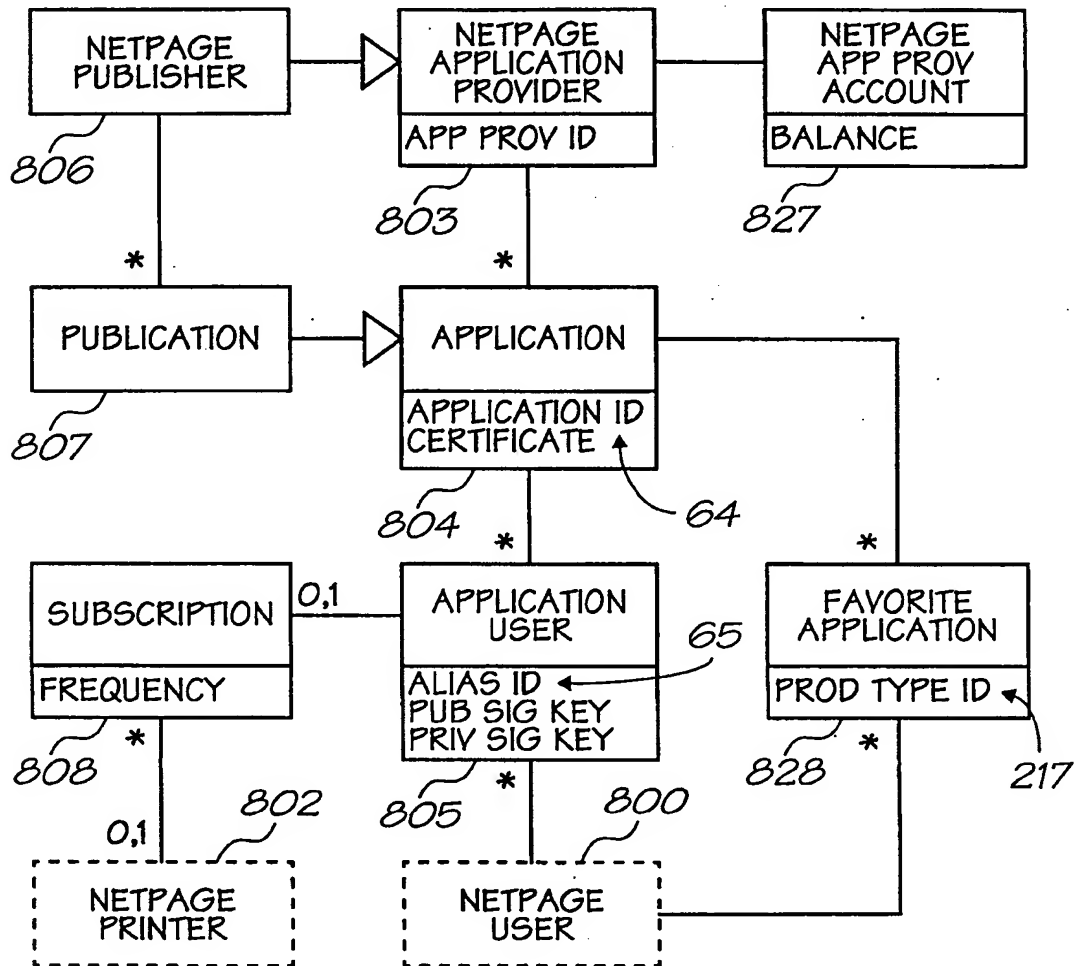 NETPAGE
PUBLISHER
NETPAGE
APPLICATION
PROVIDER
APP PROV ID
NETPAGE
APP PROV
ACCOUNT
BALANCE
806
803
827
*
*
PUBLICATION
APPLICATION
APPLICATION ID
CERTIFICATE
807
804
64
*
*
SUBSCRIPTION
FREQUENCY
0,1
APPLICATION
USER
ALIAS ID
PUB SIG KEY
PRIV SIG KEY
65
FAVORITE
APPLICATION
PROD TYPE ID
808
*
805
*
828
*
217
802
800
0,1
NETPAGE
PRINTER
NETPAGE
USER